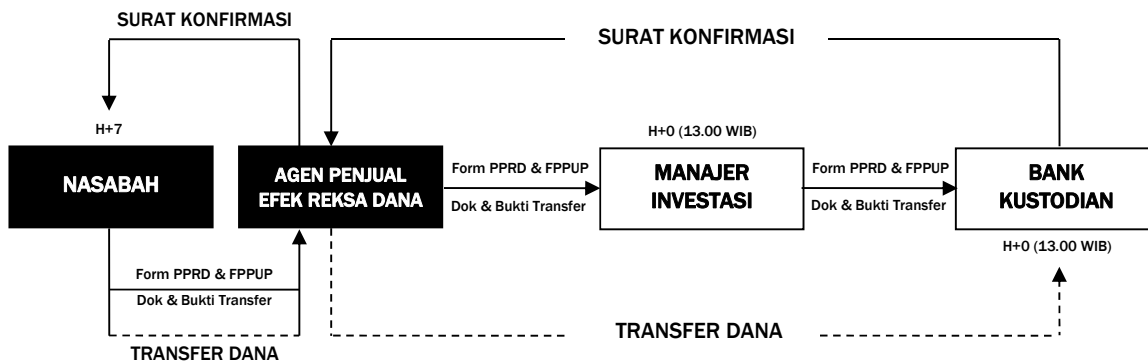 SURAT KONFIRMASI
SURAT KONFIRMASI
H+7
H+0 (13.00 WIB)
NASABAH
AGEN PENJUAL
EFEK REKSA DANA
Form PPRD & FPPUP
Dok & Bukti Transfer
MANAJER
INVESTASI
Form PPRD & FPPUP
Dok & Bukti Transfer
BANK
KUSTODIAN
H+0 (13.00 WIB)
Form PPRD & FPPUP
Dok & Bukti Transfer
TRANSFER DANA
TRANSFER DANA